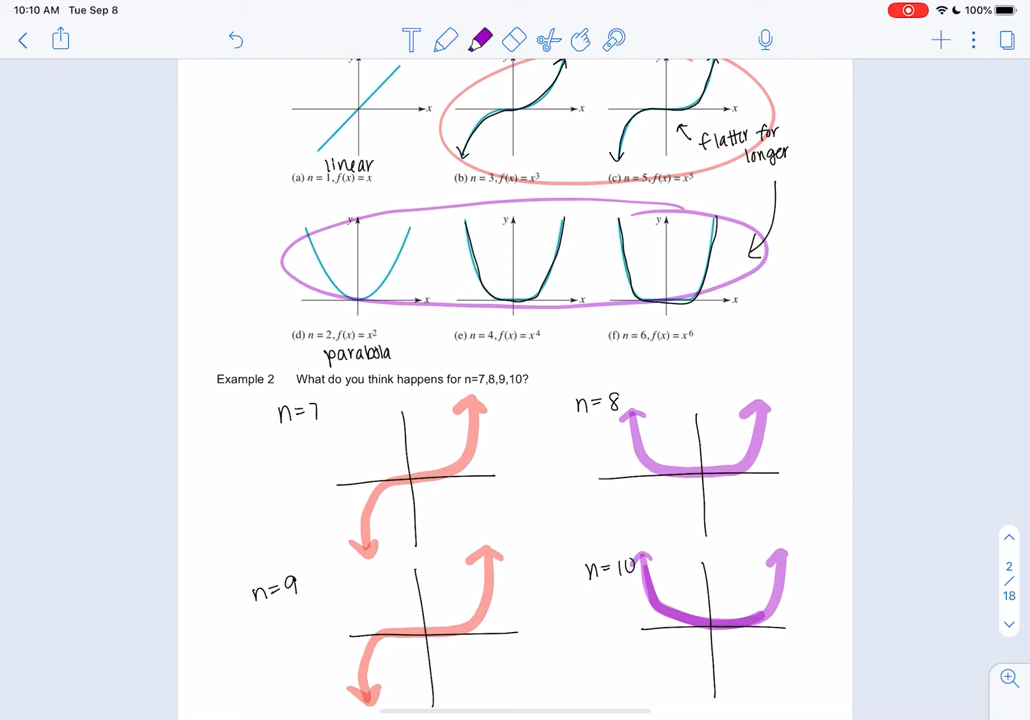 10:10 AM Tue Sep 8
100%
y
x
y
x
y
x
flatter for
longer
linear
(a) n = 1, f(x) = x
(b) n = 3, f(x) = x³
(c) n = 5, f(x) = x⁵
y
x
y
x
y
x
(d) n = 2, f(x) = x²
(e) n = 4, f(x) = x⁴
(f) n = 6, f(x) = x⁶
parabola
Example 2 What do you think happens for n=7,8,9,10?
n=7
n=8
n=9
n=10
2
/
18